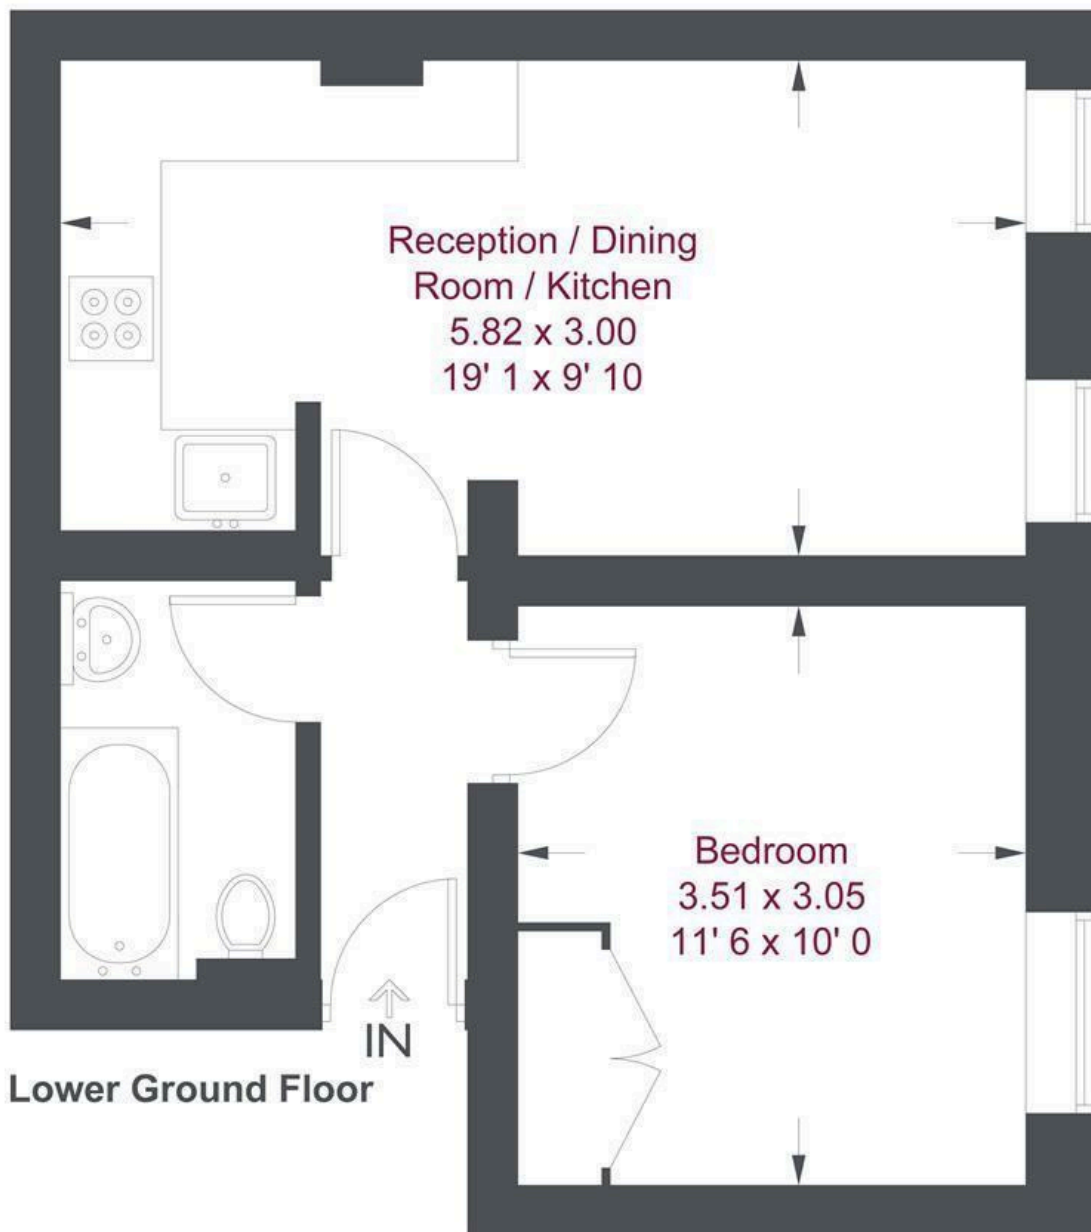 Reception / Dining
Room / Kitchen
5.82 x 3.00
19' 1 x 9' 10
Bedroom
3.51 x 3.05
11' 6 x 10' 0
IN
Lower Ground Floor